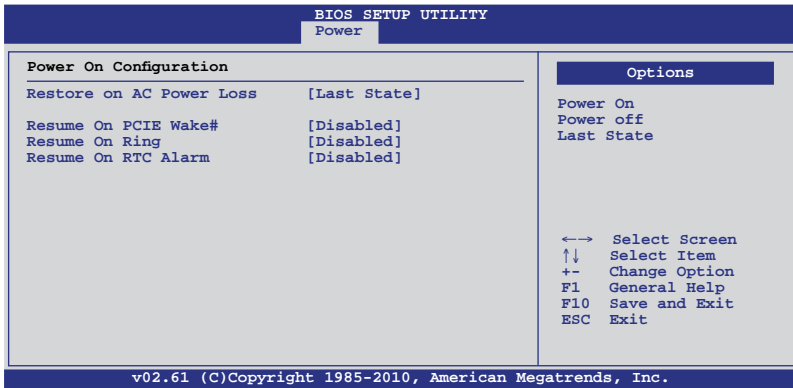 BIOS SETUP UTILITY
Power
Power On Configuration
Restore on AC Power Loss [Last State]
Resume On PCIE Wake# [Disabled]
Resume On Ring [Disabled]
Resume On RTC Alarm [Disabled]
Options
Power On
Power off
Last State
←→ Select Screen
↑↓ Select Item
+- Change Option
F1 General Help
F10 Save and Exit
ESC Exit
v02.61 (C)Copyright 1985-2010, American Megatrends, Inc.